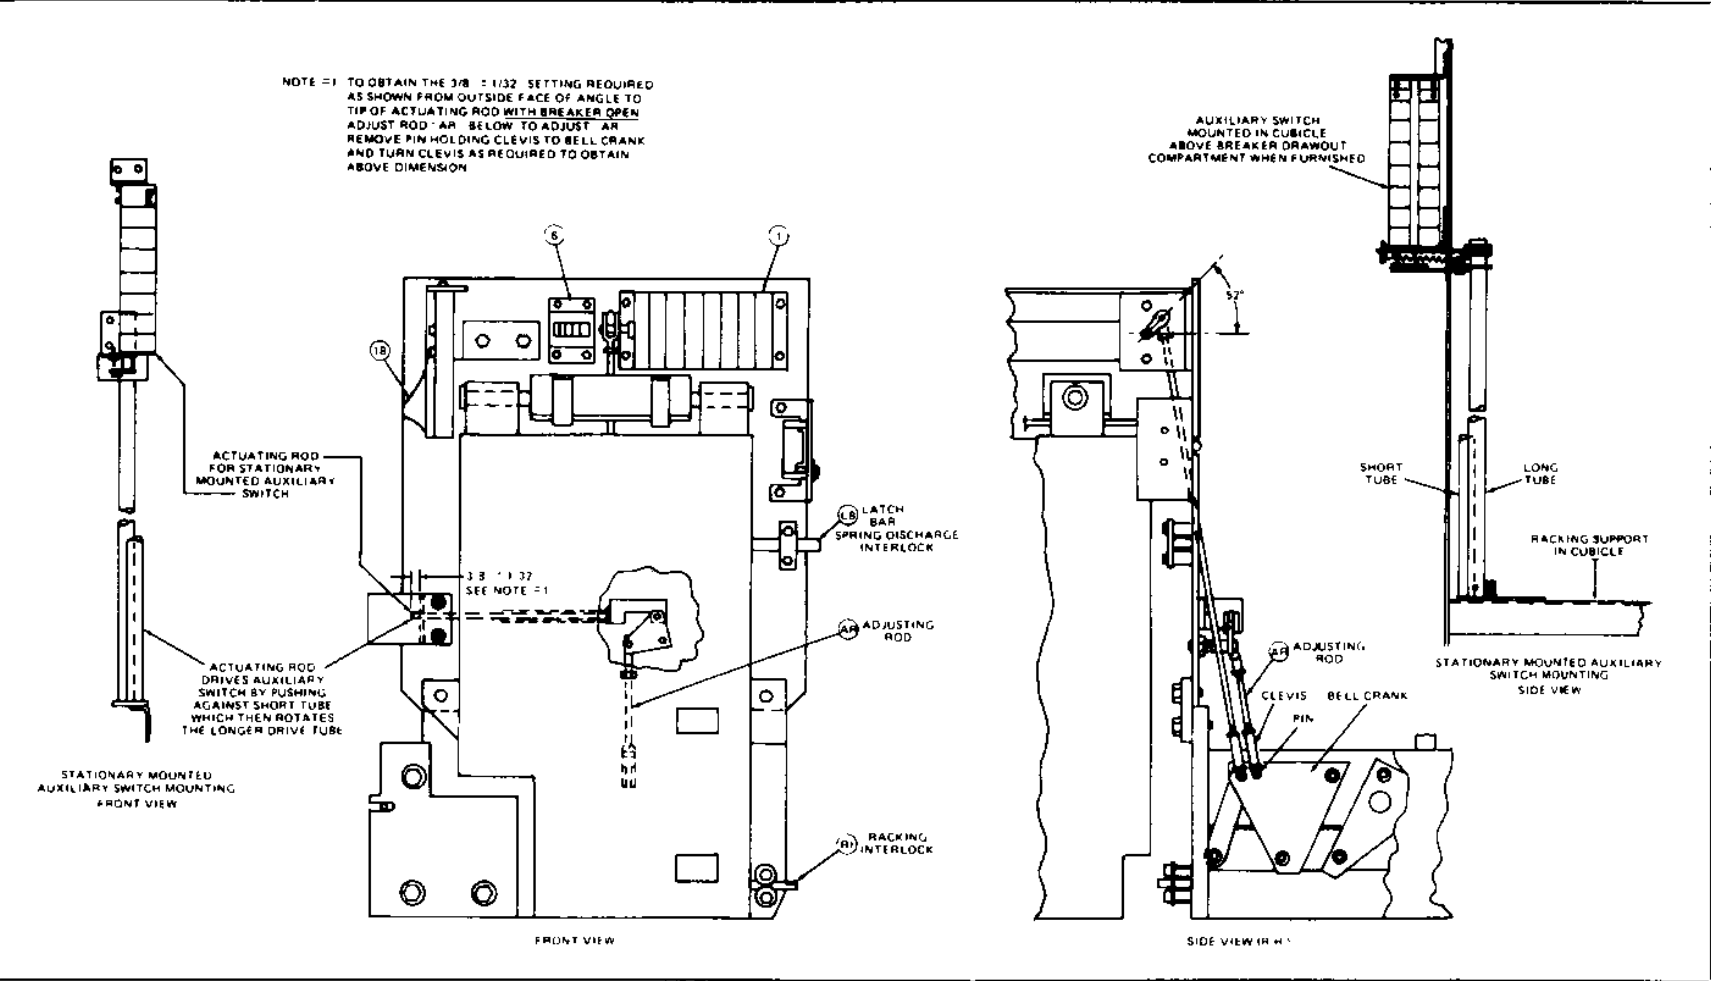 NOTE =1 TO OBTAIN THE 3/8 ± 1/32 SETTING REQUIRED
AS SHOWN FROM OUTSIDE FACE OF ANGLE TO
TIP OF ACTUATING ROD WITH BREAKER OPEN
ADJUST ROD "AR" BELOW TO ADJUST AR
REMOVE PIN HOLDING CLEVIS TO BELL CRANK
AND TURN CLEVIS AS REQUIRED TO OBTAIN
ABOVE DIMENSION
AUXILIARY SWITCH
MOUNTED IN CUBICLE
ABOVE BREAKER DRAWOUT
COMPARTMENT WHEN FURNISHED
6
1
52°
18
ACTUATING ROD
FOR STATIONARY
MOUNTED AUXILIARY
SWITCH
SHORT
TUBE
LONG
TUBE
LB LATCH
BAR
SPRING DISCHARGE
INTERLOCK
RACKING SUPPORT
IN CUBICLE
3/8 ± 1/32
SEE NOTE =1
AR ADJUSTING
ROD
AR ADJUSTING
ROD
CLEVIS BELL CRANK
PIN
ACTUATING ROD
DRIVES AUXILIARY
SWITCH BY PUSHING
AGAINST SHORT TUBE
WHICH THEN ROTATES
THE LONGER DRIVE TUBE
STATIONARY MOUNTED AUXILIARY
SWITCH MOUNTING
SIDE VIEW
STATIONARY MOUNTED
AUXILIARY SWITCH MOUNTING
FRONT VIEW
RI RACKING
INTERLOCK
FRONT VIEW
SIDE VIEW (R H)